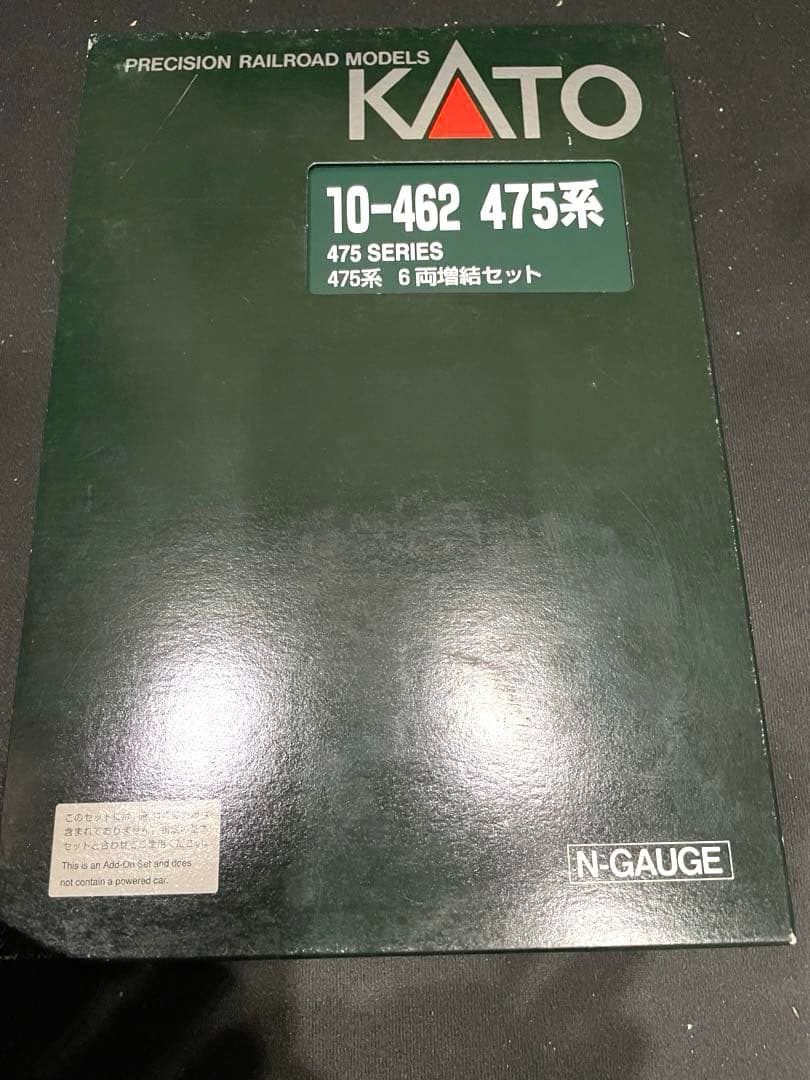 PRECISION RAILROAD MODELS
KATO
10-462 475系
475 SERIES
475系 6両増結セット
このセットには、
含まれておりません。
セットと合わせてご使用ください。
This is an Add-On Set and does
not contain a powered car.
N-GAUGE